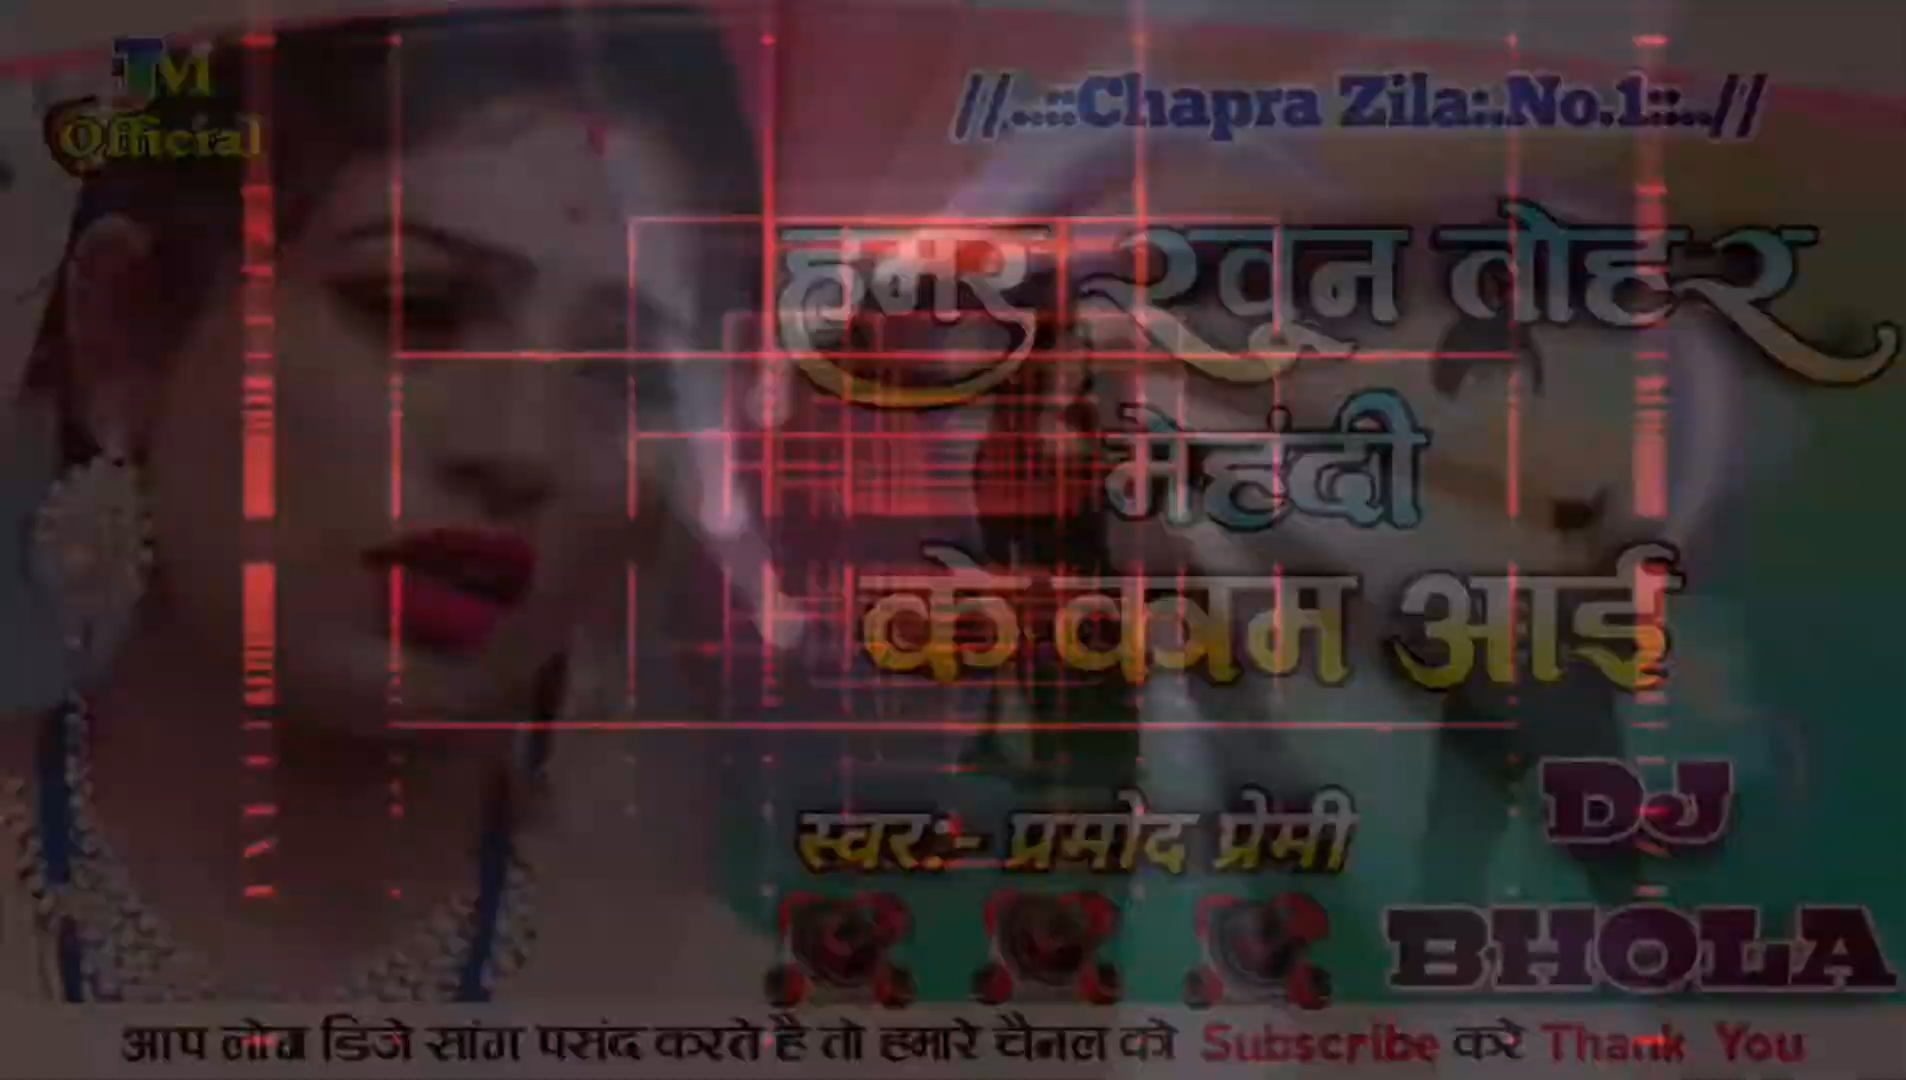 TM
Official
//..::Chapra Zila:.No.1::..//
हमर खून तोहर
मेहंदी
के काम आई
स्वर:- प्रमोद प्रेमी
DJ
BHOLA
आप लोग डिजे सांग पसंद करते है तो हमारे चैनल को Subscribe करे Thank You